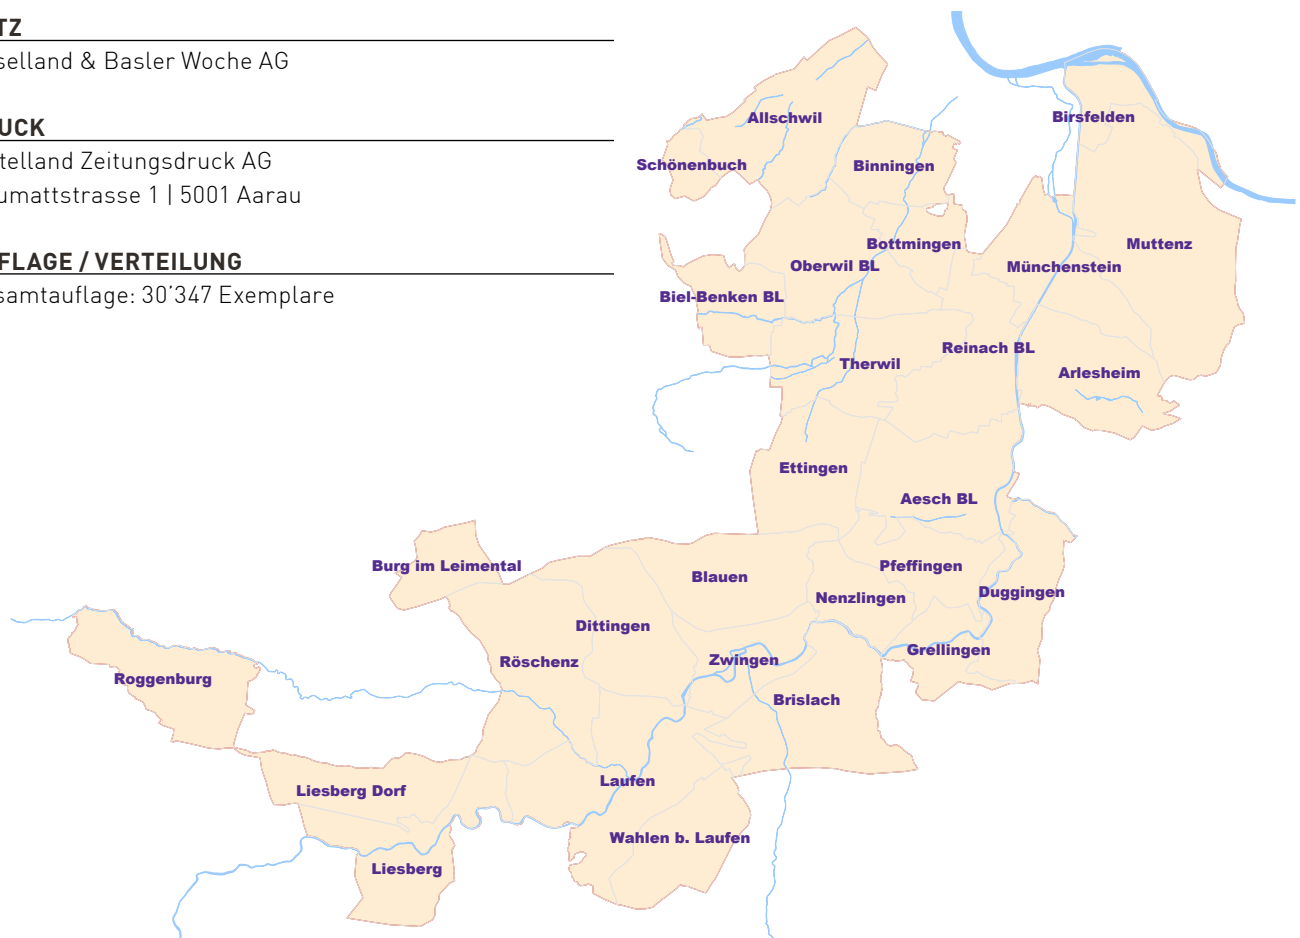 TZ
selland & Basler Woche AG
UCK
telland Zeitungsdruck AG
umattstrasse 1 | 5001 Aarau
FLAGE / VERTEILUNG
samtauflage: 30'347 Exemplare
Allschwil
Birsfelden
Schönenbuch
Binningen
Bottmingen
Muttenz
Oberwil BL
Münchenstein
Biel-Benken BL
Reinach BL
Therwil
Arlesheim
Ettingen
Aesch BL
Burg im Leimental
Blauen
Pfeffingen
Nenzlingen
Duggingen
Dittingen
Grellingen
Röschenz
Zwingen
Roggenburg
Brislach
Laufen
Liesberg Dorf
Wahlen b. Laufen
Liesberg